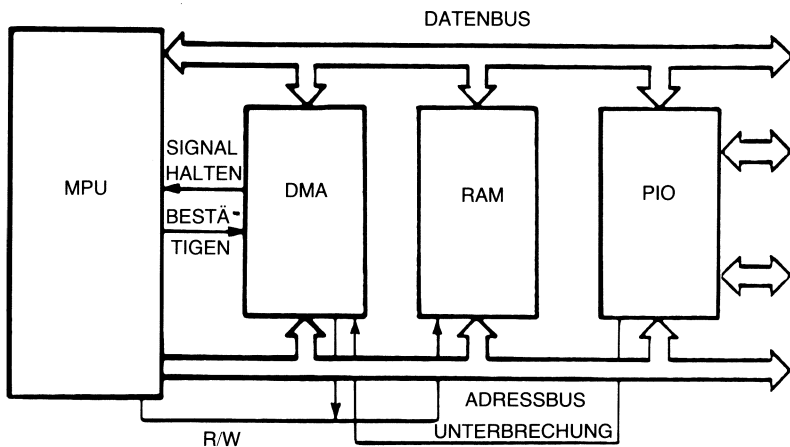 DATENBUS
MPU
SIGNAL
HALTEN
BESTÄ-
TIGEN
DMA
RAM
PIO
ADRESSBUS
R/W
UNTERBRECHUNG